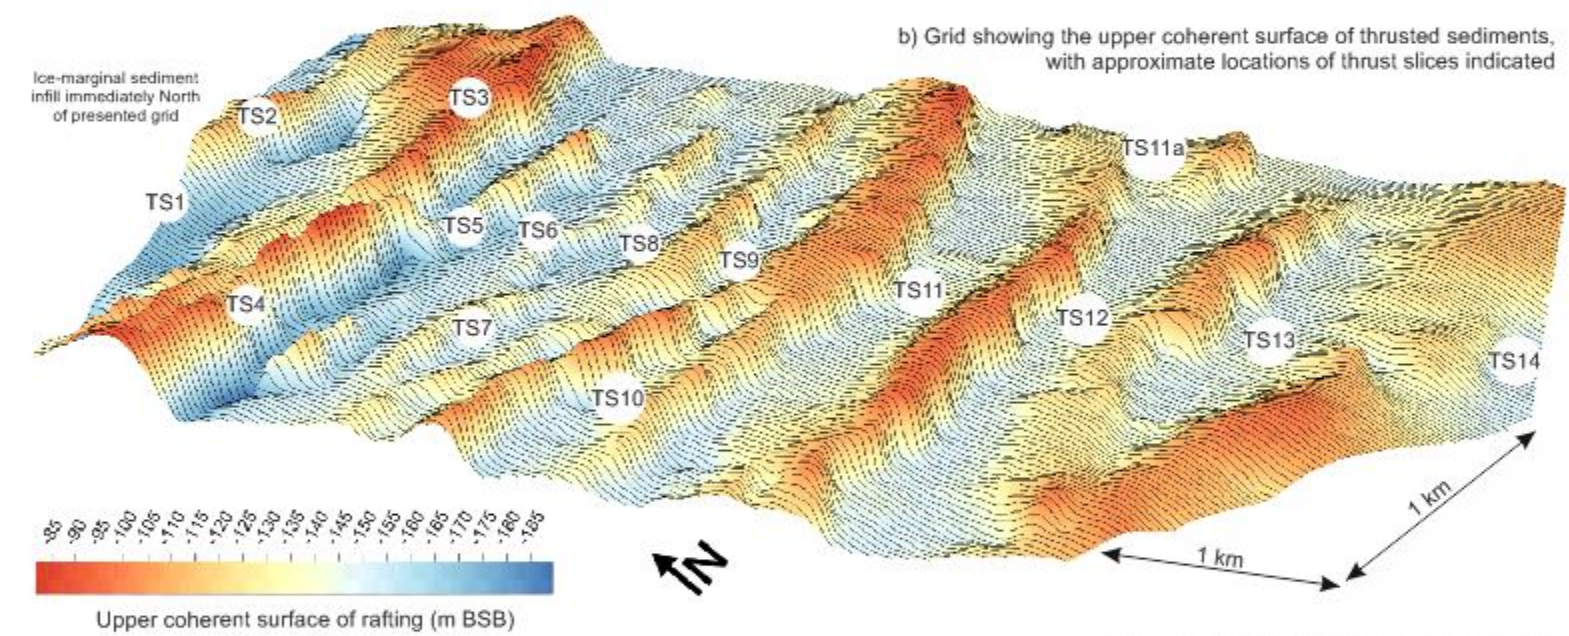 b) Grid showing the upper coherent surface of thrusted sediments,
with approximate locations of thrust slices indicated
Ice-marginal sediment
infill immediately North
of presented grid
TS2
TS3
TS11a
TS1
TS5
TS6
TS8
TS9
TS4
TS11
TS7
TS12
TS13
TS14
TS10
1 km
1 km
N
-85 -90 -95 -100 -105 -110 -115 -120 -125 -130 -135 -140 -145 -150 -155 -160 -165 -170 -175 -180 -185
Upper coherent surface of rafting (m BSB)